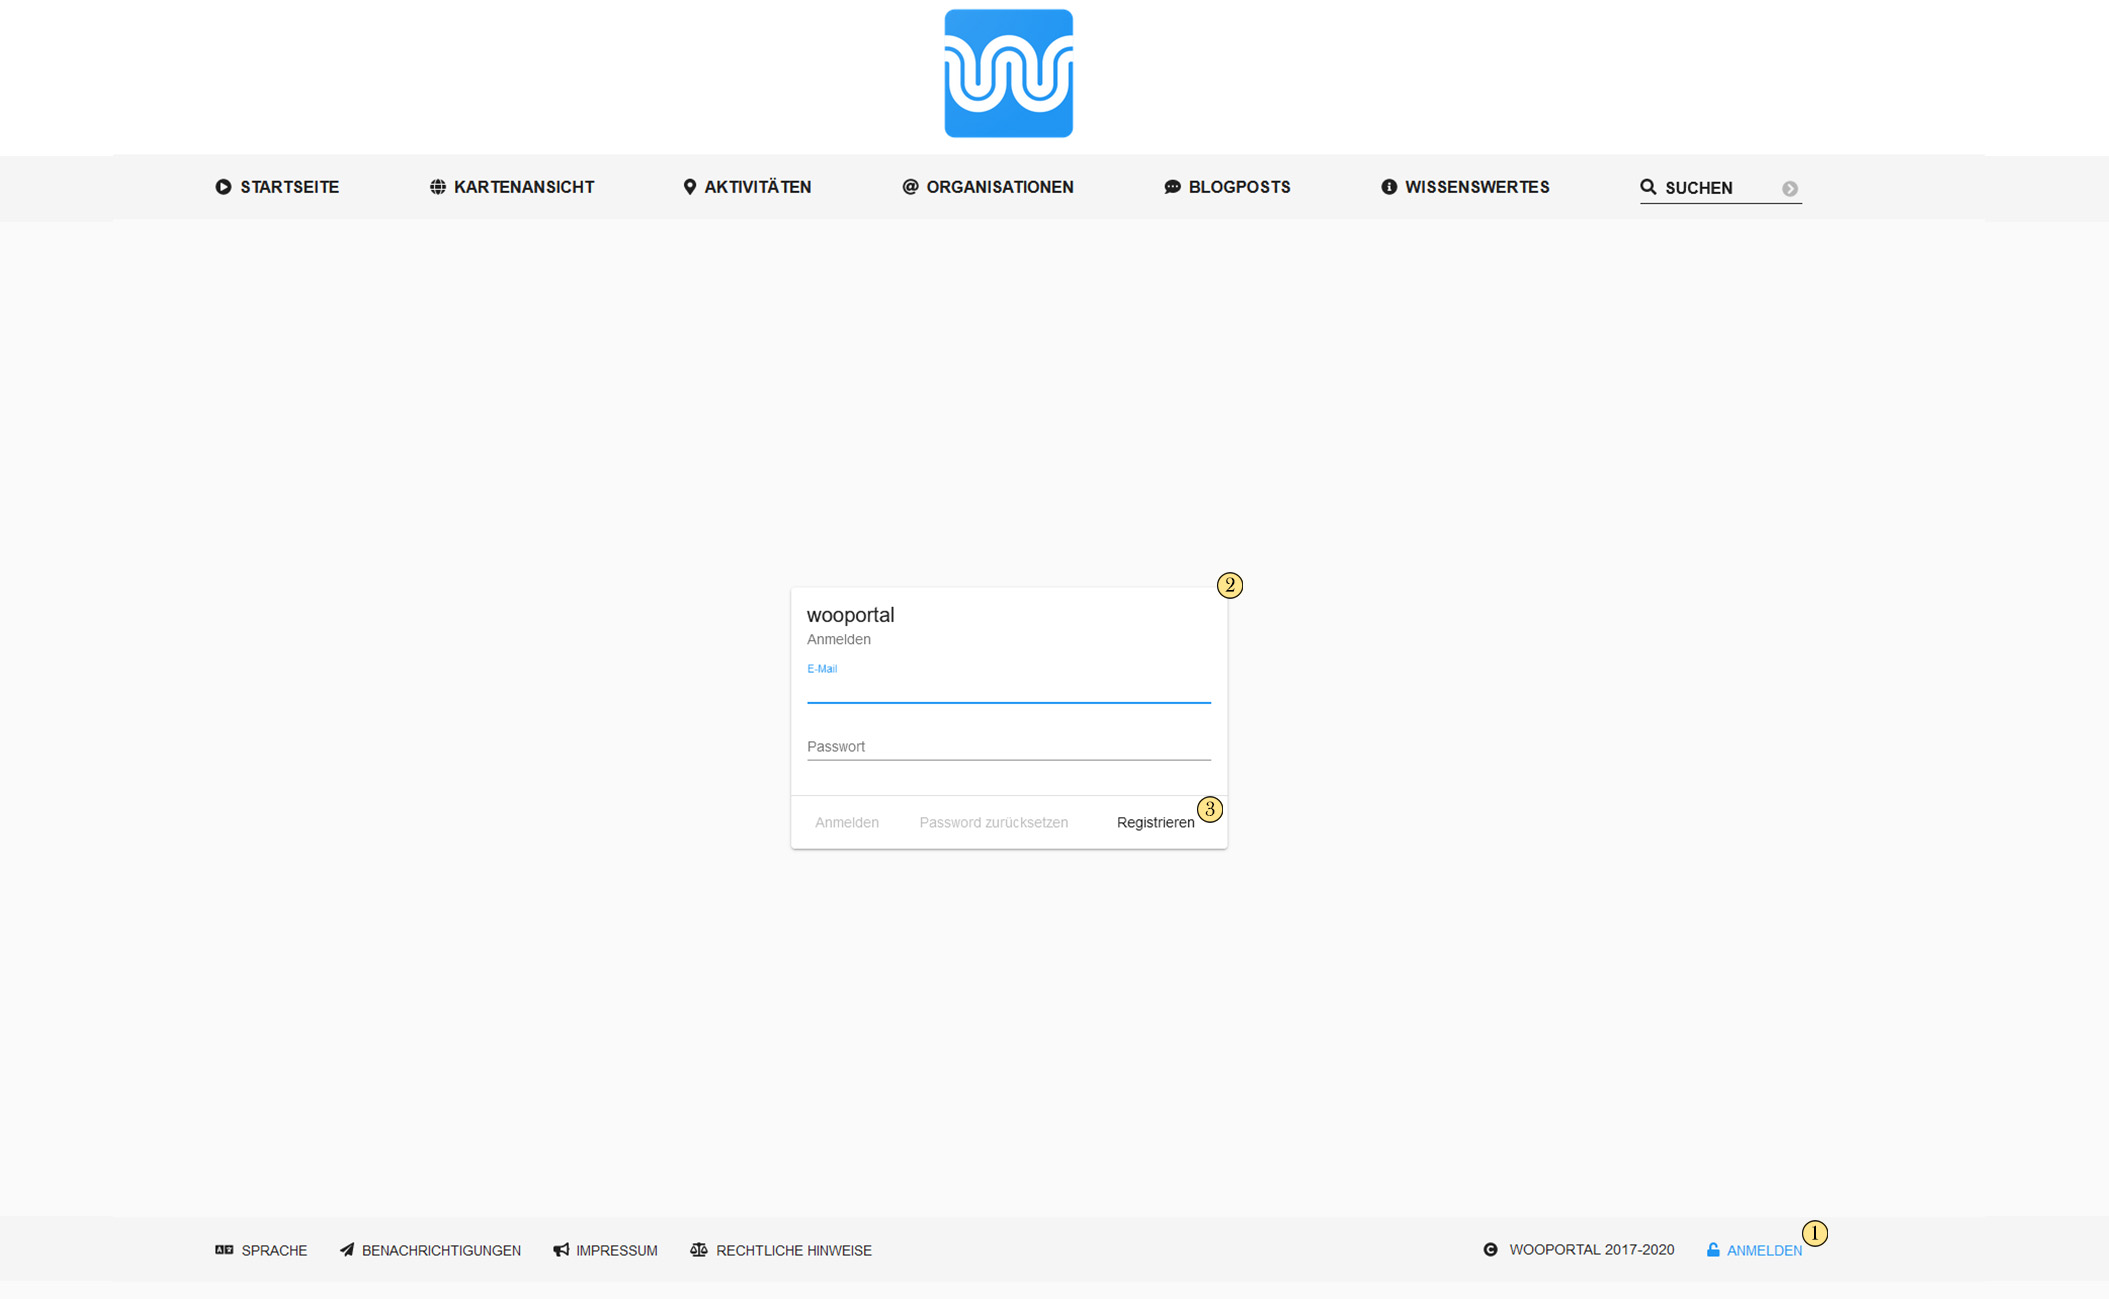 STARTSEITE KARTENANSICHT AKTIVITÄTEN @ ORGANISATIONEN BLOGPOSTS WISSENSWERTES SUCHEN
2
wooportal
Anmelden
E-Mail
Passwort
3
Anmelden Password zurücksetzen Registrieren
1
SPRACHE BENACHRICHTIGUNGEN IMPRESSUM RECHTLICHE HINWEISE WOOPORTAL 2017-2020 ANMELDEN